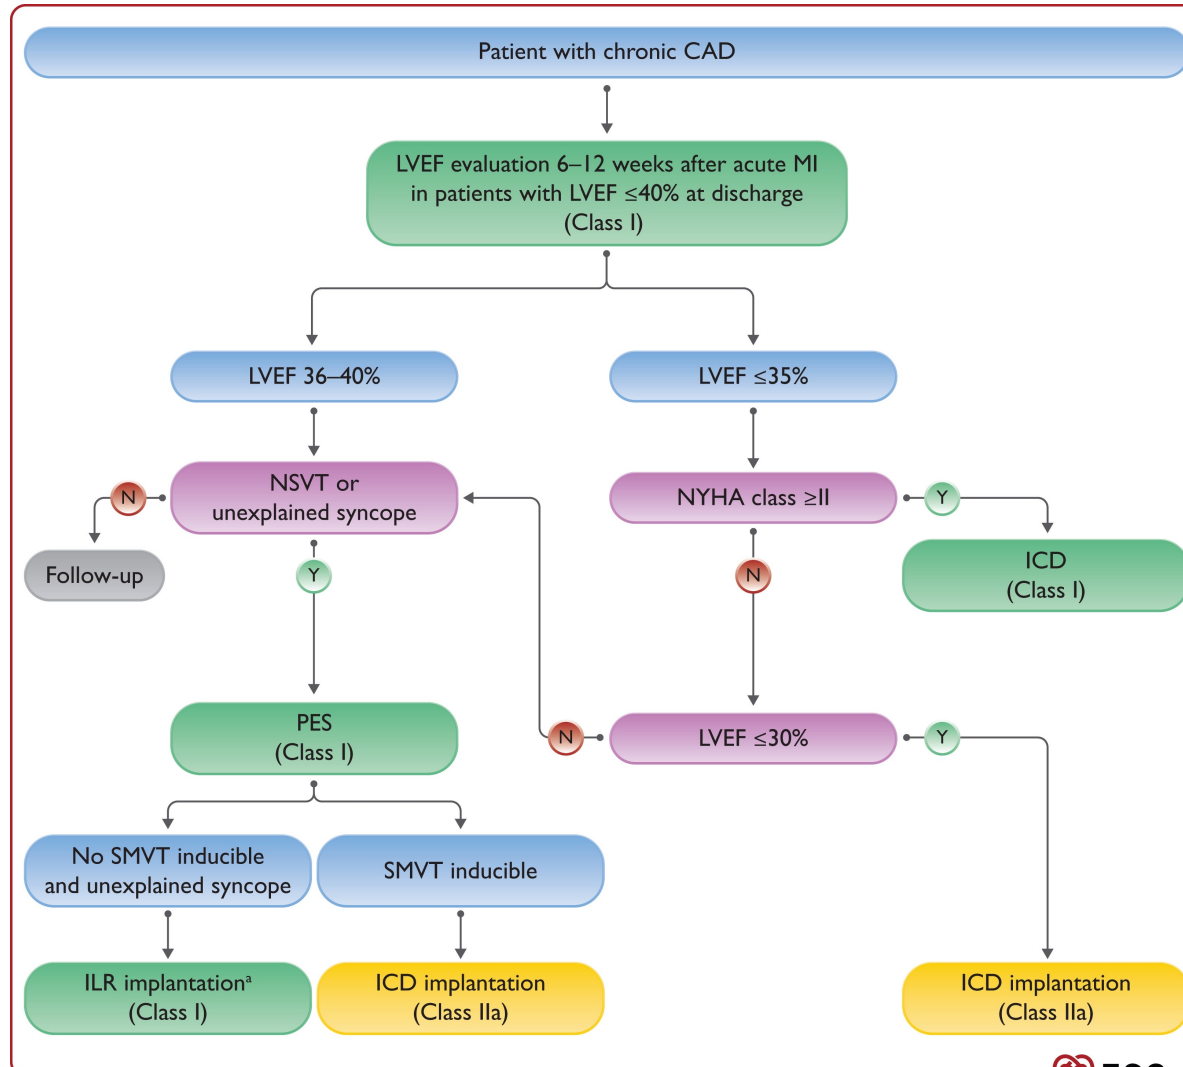 Patient with chronic CAD
LVEF evaluation 6–12 weeks after acute MI
in patients with LVEF ≤40% at discharge
(Class I)
LVEF 36–40%
LVEF ≤35%
NSVT or
unexplained syncope
N
Follow-up
Y
NYHA class ≥II
Y
ICD
(Class I)
N
PES
(Class I)
N
LVEF ≤30%
Y
No SMVT inducible
and unexplained syncope
SMVT inducible
ILR implantationᵃ
(Class I)
ICD implantation
(Class IIa)
ICD implantation
(Class IIa)